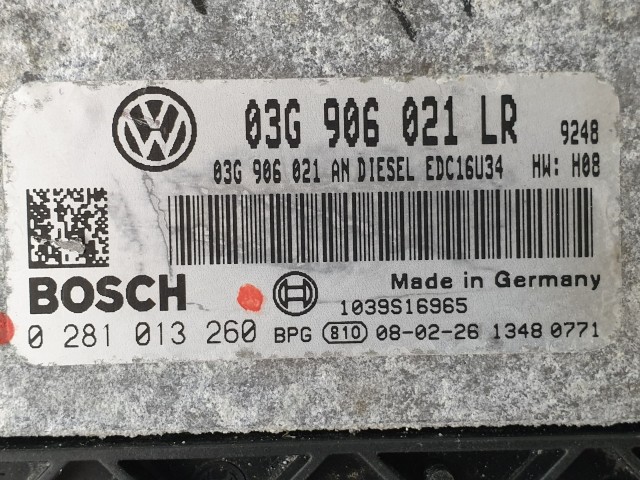 03G 906 021 LR 9248
03G 906 021 AN DIESEL EDC16U34 HW: H08
BOSCH
Made in Germany
1039S16965
0 281 013 260 BPG 810 08-02-26 1348 0771